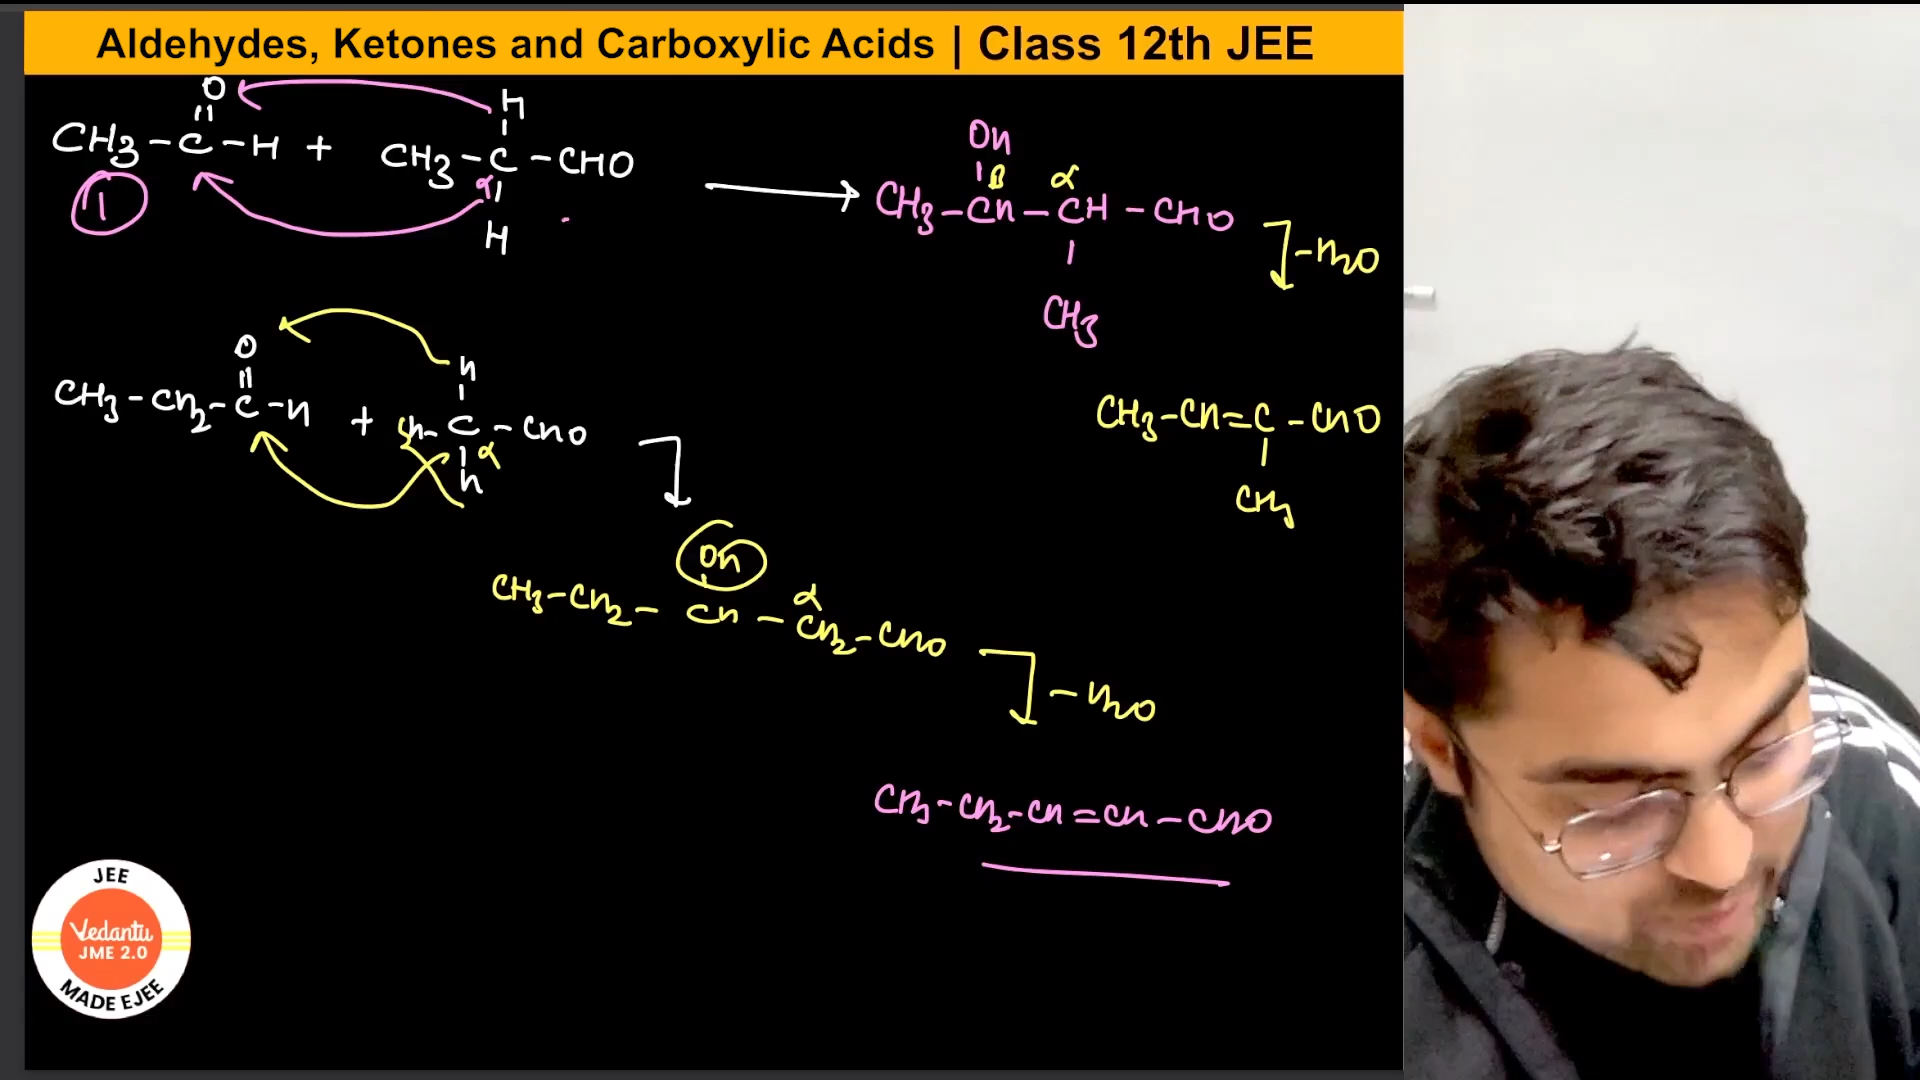 Aldehydes, Ketones and Carboxylic Acids | Class 12th JEE
O
H
CH3 - C - H + CH3 - C - CHO
α
H
1
OH
β α
CH3 - CH - CH - CHO
CH3
-H2O
O
H
CH3 - CH2 - C - H + H - C - CHO
α
H
CH3 - CH = C - CHO
CH3
OH
α
CH3 - CH2 - CH - CH2 - CHO
-H2O
CH3 - CH2 - CH = CH - CHO
JEE
Vedantu
JME 2.0
MADE EJEE